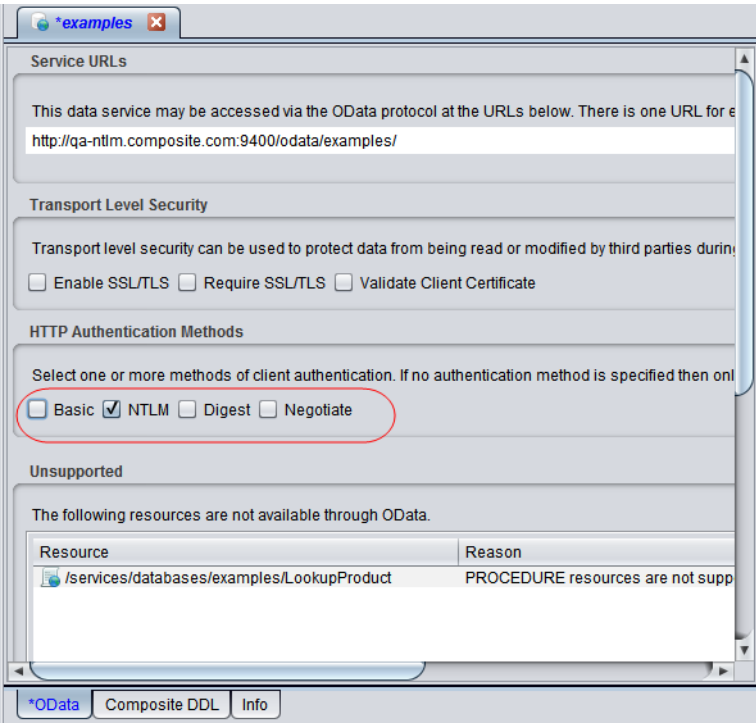 *examples
Service URLs
This data service may be accessed via the OData protocol at the URLs below. There is one URL for e
http://qa-ntlm.composite.com:9400/odata/examples/
Transport Level Security
Transport level security can be used to protect data from being read or modified by third parties during
Enable SSL/TLS Require SSL/TLS Validate Client Certificate
HTTP Authentication Methods
Select one or more methods of client authentication. If no authentication method is specified then onl
Basic NTLM Digest Negotiate
Unsupported
The following resources are not available through OData.
Resource Reason
/services/databases/examples/LookupProduct PROCEDURE resources are not supp
*OData Composite DDL Info